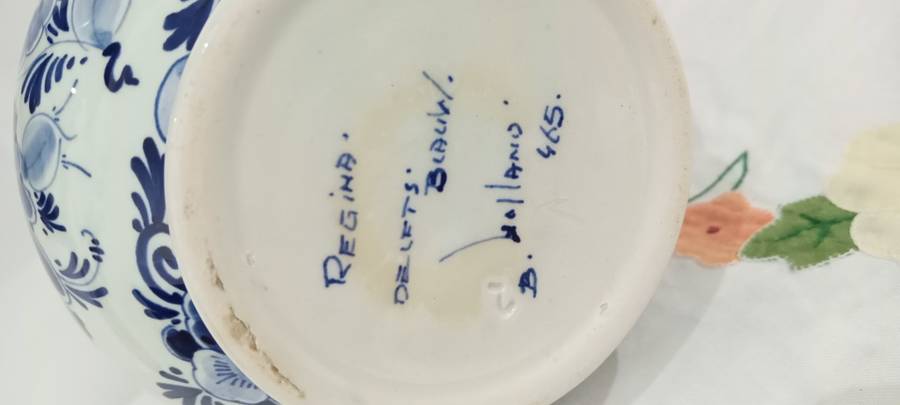 REGINA.
DELFTS.
BLAUW.
Holland.
B. 465.